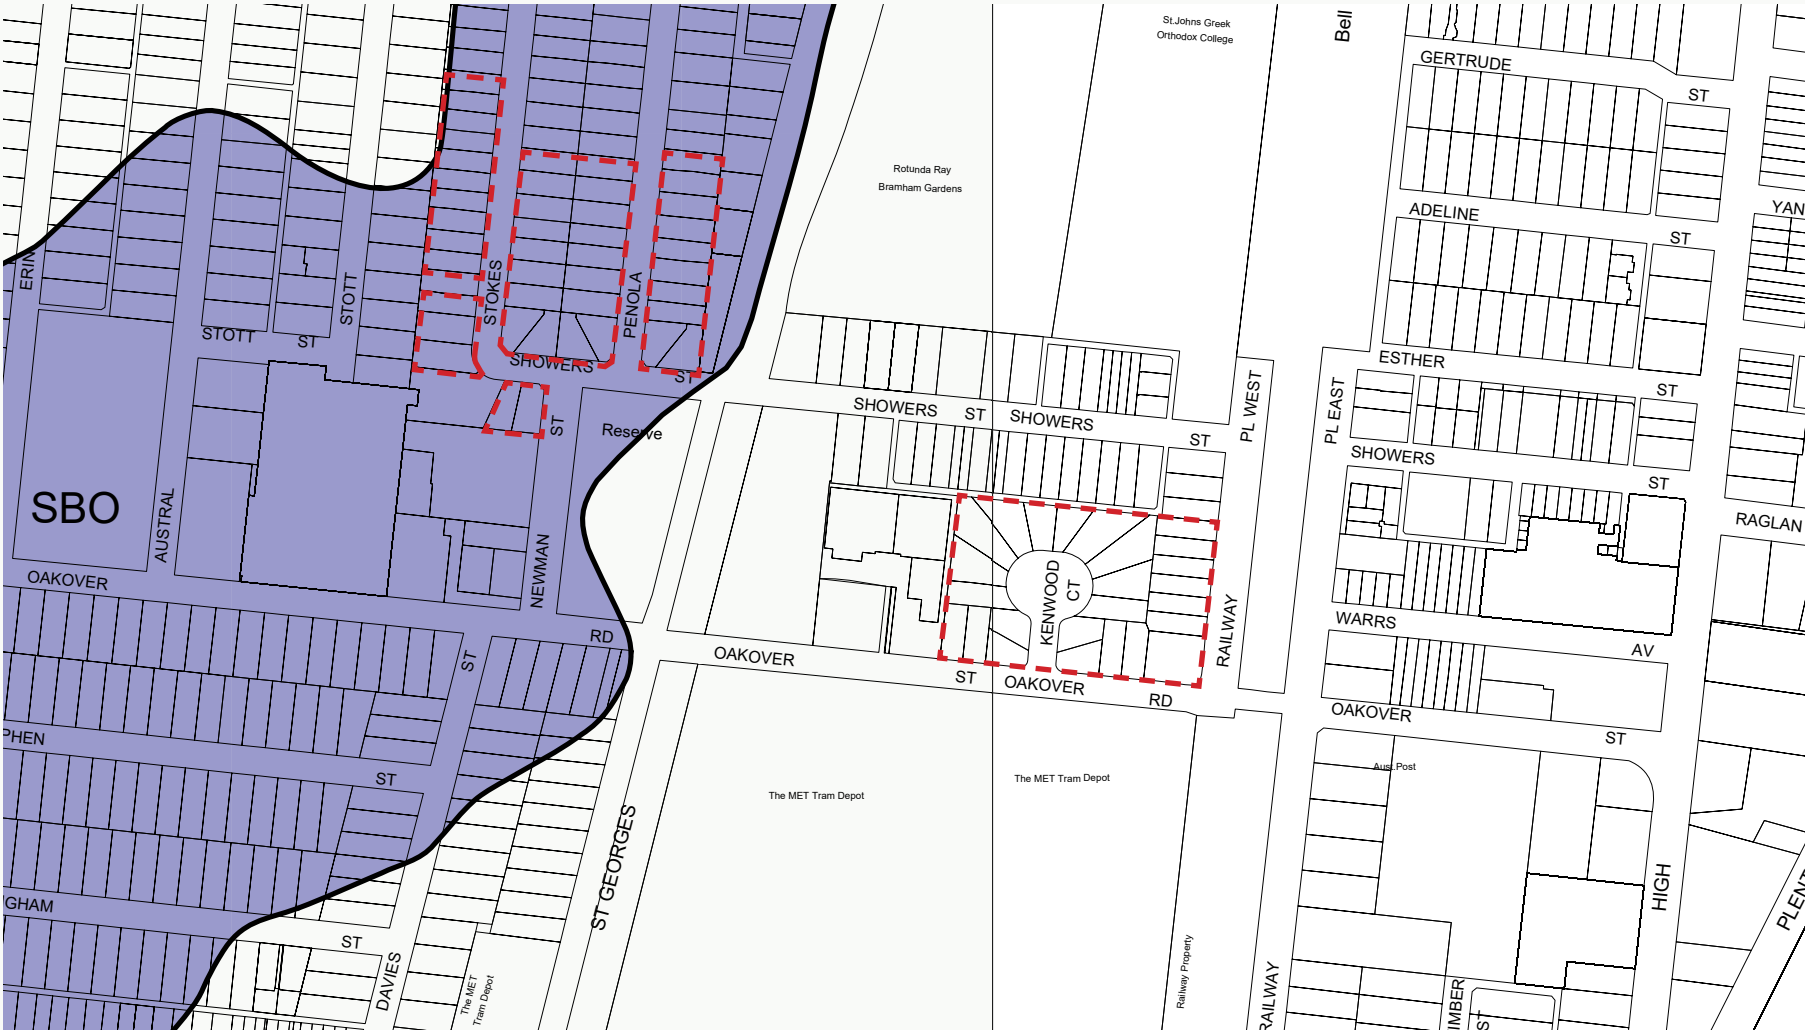 St.Johns Greek
Orthodox College
Bell
GERTRUDE
ST
Rotunda Ray
Bramham Gardens
ADELINE
ST
YAN
ERIN
STOTT
STOKES
PENOLA
STOTT
ST
SHOWERS
ST
ESTHER
ST
PL WEST
PL EAST
SHOWERS
ST
SHOWERS
ST
ST
Reserve
SHOWERS
ST
SBO
AUSTRAL
RAGLAN
NEWMAN
OAKOVER
RD
KENWOOD
CT
RAILWAY
WARRS
AV
ST
OAKOVER
ST
OAKOVER
RD
OAKOVER
ST
PHEN
ST
The MET Tram Depot
The MET Tram Depot
Aust.Post
ST GEORGES
HIGH
PLENT
GHAM
ST
DAVIES
The MET
Tram Depot
Railway Property
RAILWAY
IMBER
ST